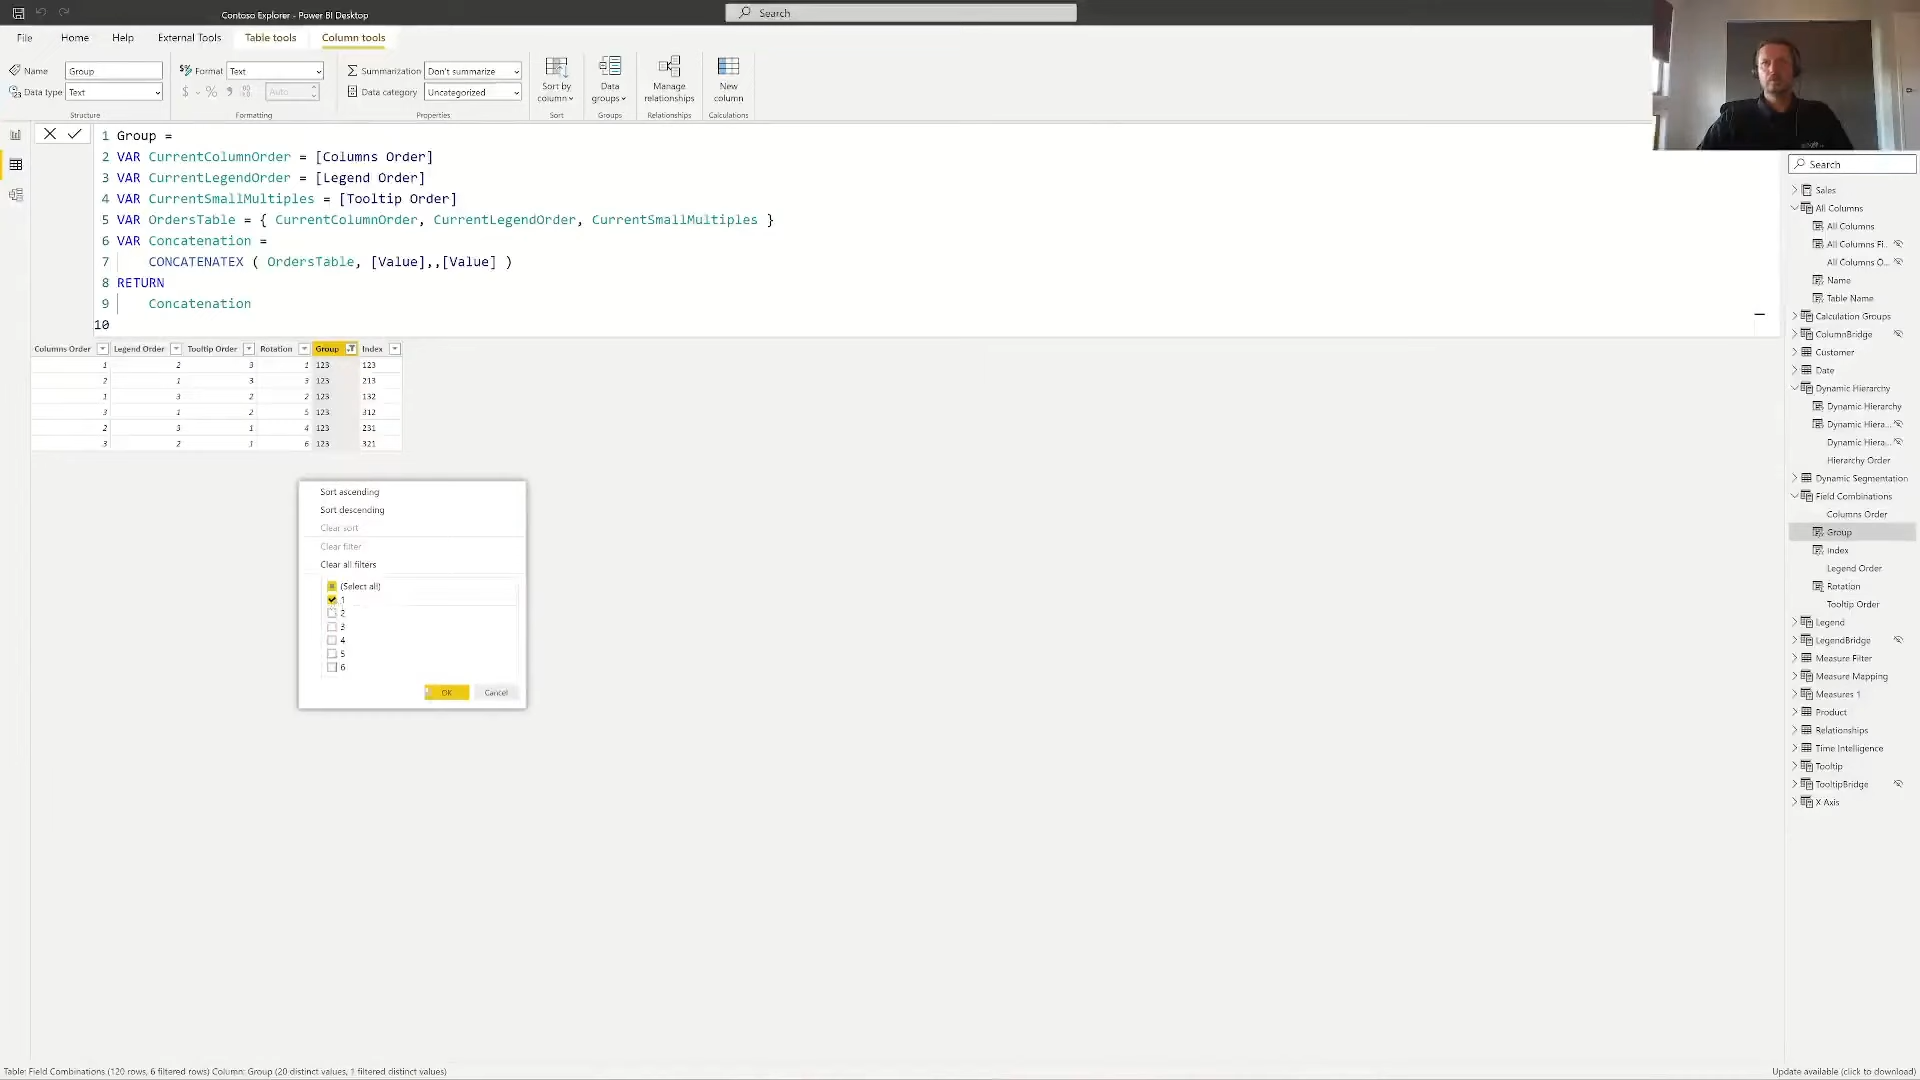 Contoso Explorer - Power BI Desktop
Search
File Home Help External Tools Table tools Column tools
Name Group
Format Text
Summarization Don't summarize
Data type Text
$ % Auto
Data category Uncategorized
Sort by column
Data groups
Manage relationships
New column
Structure Formatting Properties Sort Groups Relationships Calculations
1 Group =
2 VAR CurrentColumnOrder = [Columns Order]
3 VAR CurrentLegendOrder = [Legend Order]
4 VAR CurrentSmallMultiples = [Tooltip Order]
5 VAR OrdersTable = { CurrentColumnOrder, CurrentLegendOrder, CurrentSmallMultiples }
6 VAR Concatenation =
7 CONCATENATEX ( OrdersTable, [Value],,[Value] )
8 RETURN
9 Concatenation
10
Columns Order Legend Order Tooltip Order Rotation Group Index
1 2 3 1 123 123
2 1 3 3 123 213
1 3 2 2 123 132
3 1 2 5 123 312
2 3 1 4 123 231
3 2 1 6 123 321
Sort ascending
Sort descending
Clear sort
Clear filter
Clear all filters
(Select all)
1
2
3
4
5
6
OK Cancel
Search
Sales
All Columns
All Columns
All Columns Fi...
All Columns O...
Name
Table Name
Calculation Groups
ColumnBridge
Customer
Date
Dynamic Hierarchy
Dynamic Hierarchy
Dynamic Hiera...
Dynamic Hiera...
Hierarchy Order
Dynamic Segmentation
Field Combinations
Columns Order
Group
Index
Legend Order
Rotation
Tooltip Order
Legend
LegendBridge
Measure Filter
Measure Mapping
Measures 1
Product
Relationships
Time Intelligence
Tooltip
TooltipBridge
X Axis
Table: Field Combinations (120 rows, 6 filtered rows) Column: Group (20 distinct values, 1 filtered distinct values)
Update available (click to download)